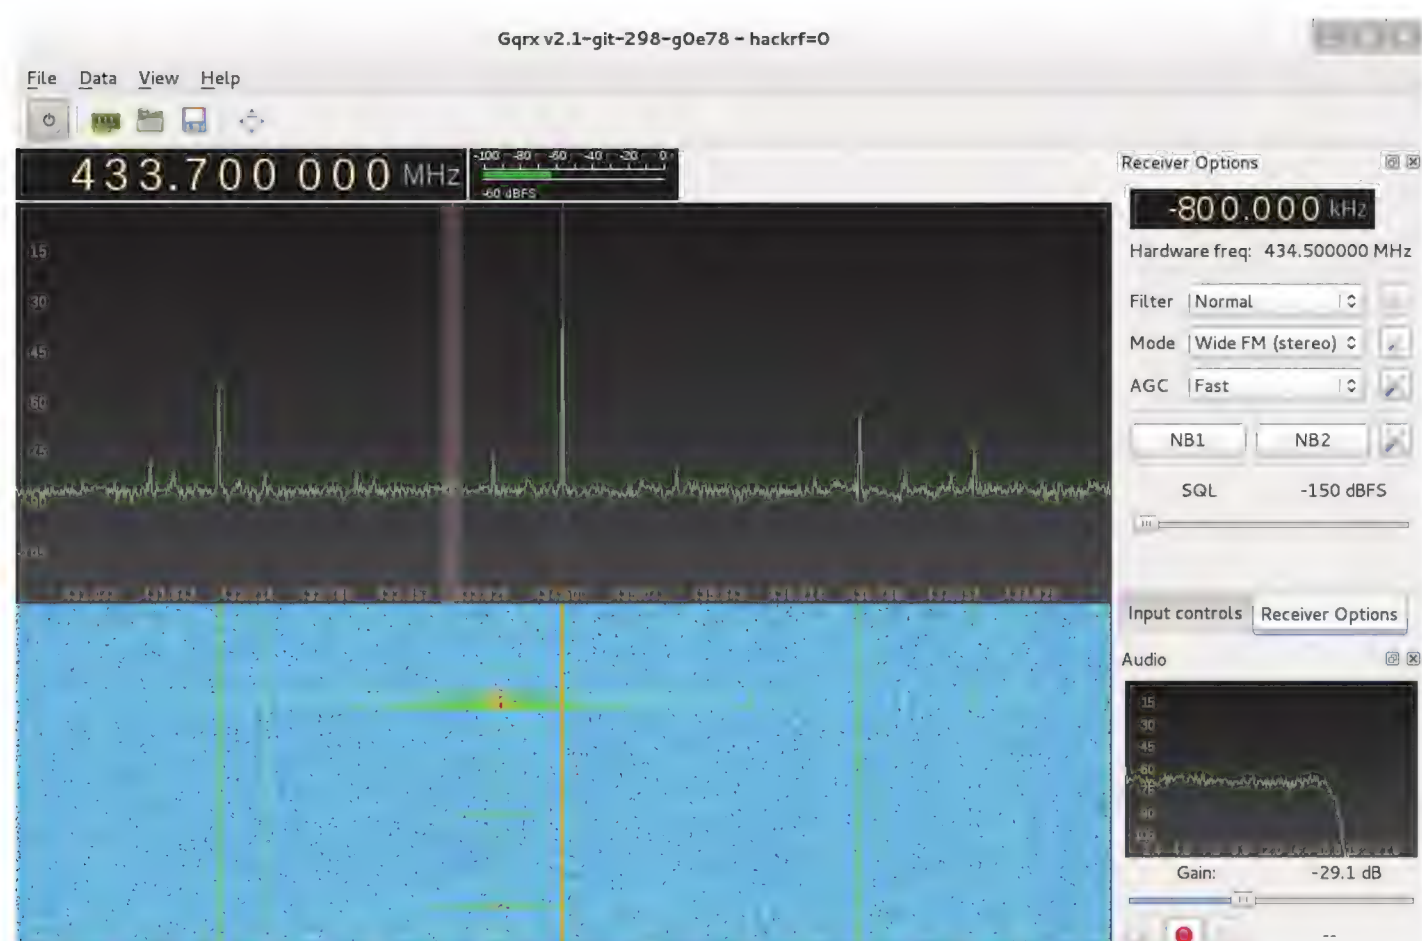 Gqrx v2.1-git-298-g0e78 - hackrf=0
File Data View Help
433.700 000 MHz
-100 -80 -60 -40 -20 0
-60 dBFS
Receiver Options
-800.000 kHz
Hardware freq: 434.500000 MHz
Filter Normal
Mode Wide FM (stereo)
AGC Fast
NB1 NB2
SQL -150 dBFS
Input controls Receiver Options
Audio
Gain: -29.1 dB
--